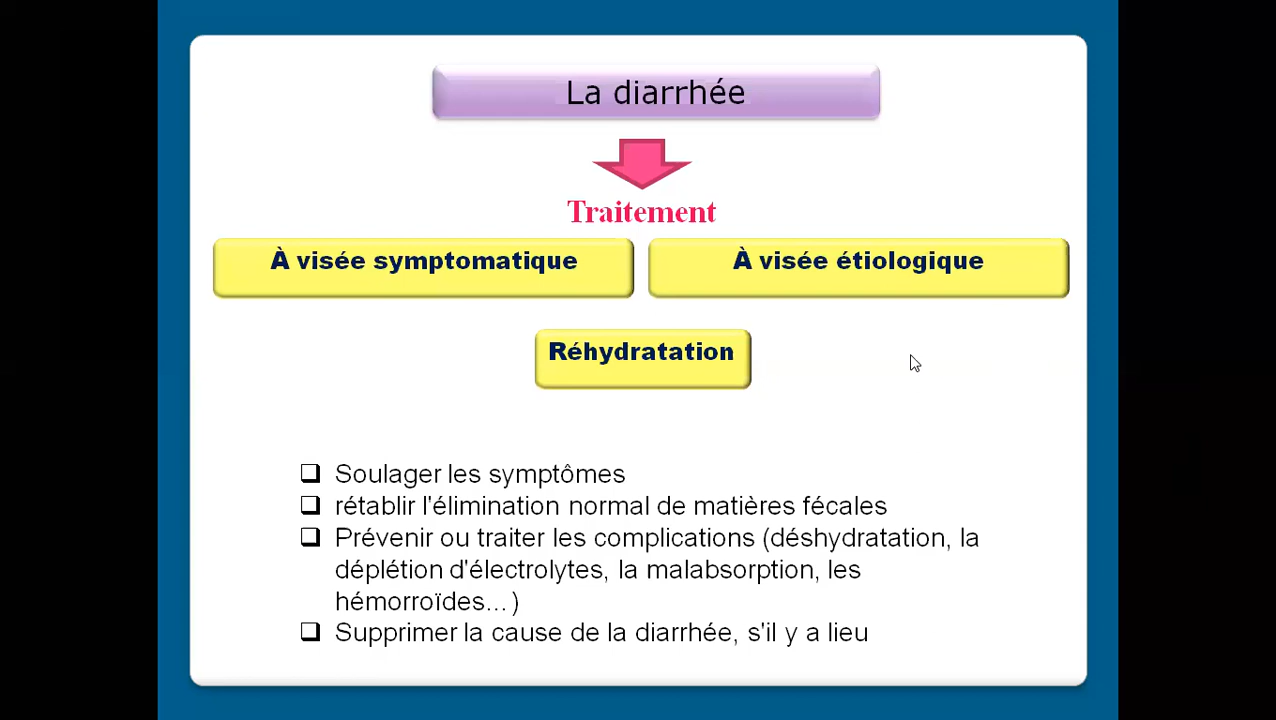 La diarrhée
Traitement
À visée symptomatique
À visée étiologique
Réhydratation
❑ Soulager les symptômes
❑ rétablir l'élimination normal de matières fécales
❑ Prévenir ou traiter les complications (déshydratation, la
déplétion d'électrolytes, la malabsorption, les
hémorroïdes...)
❑ Supprimer la cause de la diarrhée, s'il y a lieu